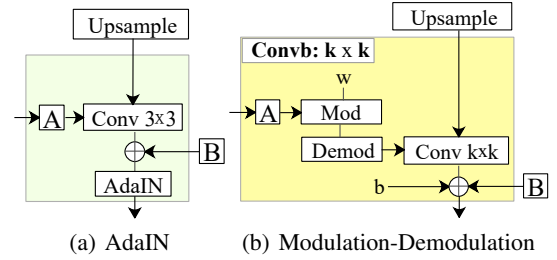 Upsample
A
Conv 3x3
B
AdaIN
(a) AdaIN
Upsample
Convb: k x k
w
A
Mod
Demod
Conv kxk
b
B
(b) Modulation-Demodulation